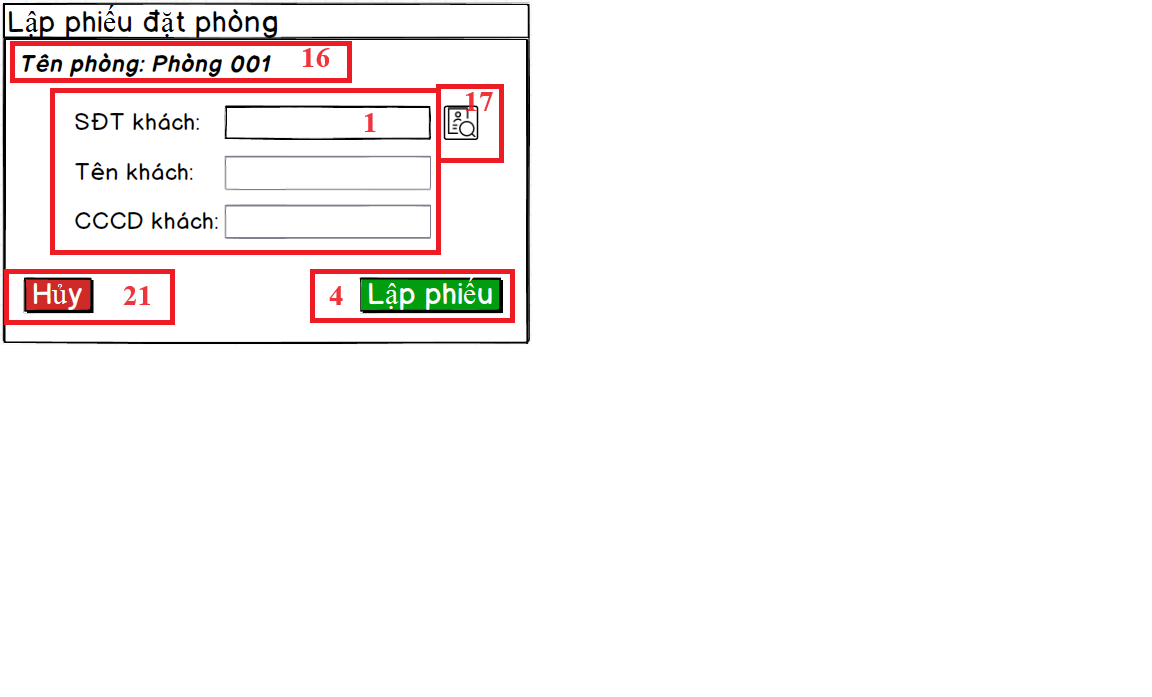 Lập phiếu đặt phòng
Tên phòng: Phòng 001 16
17
SĐT khách: 1
Tên khách:
CCCD khách:
Hủy 21 4 Lập phiếu